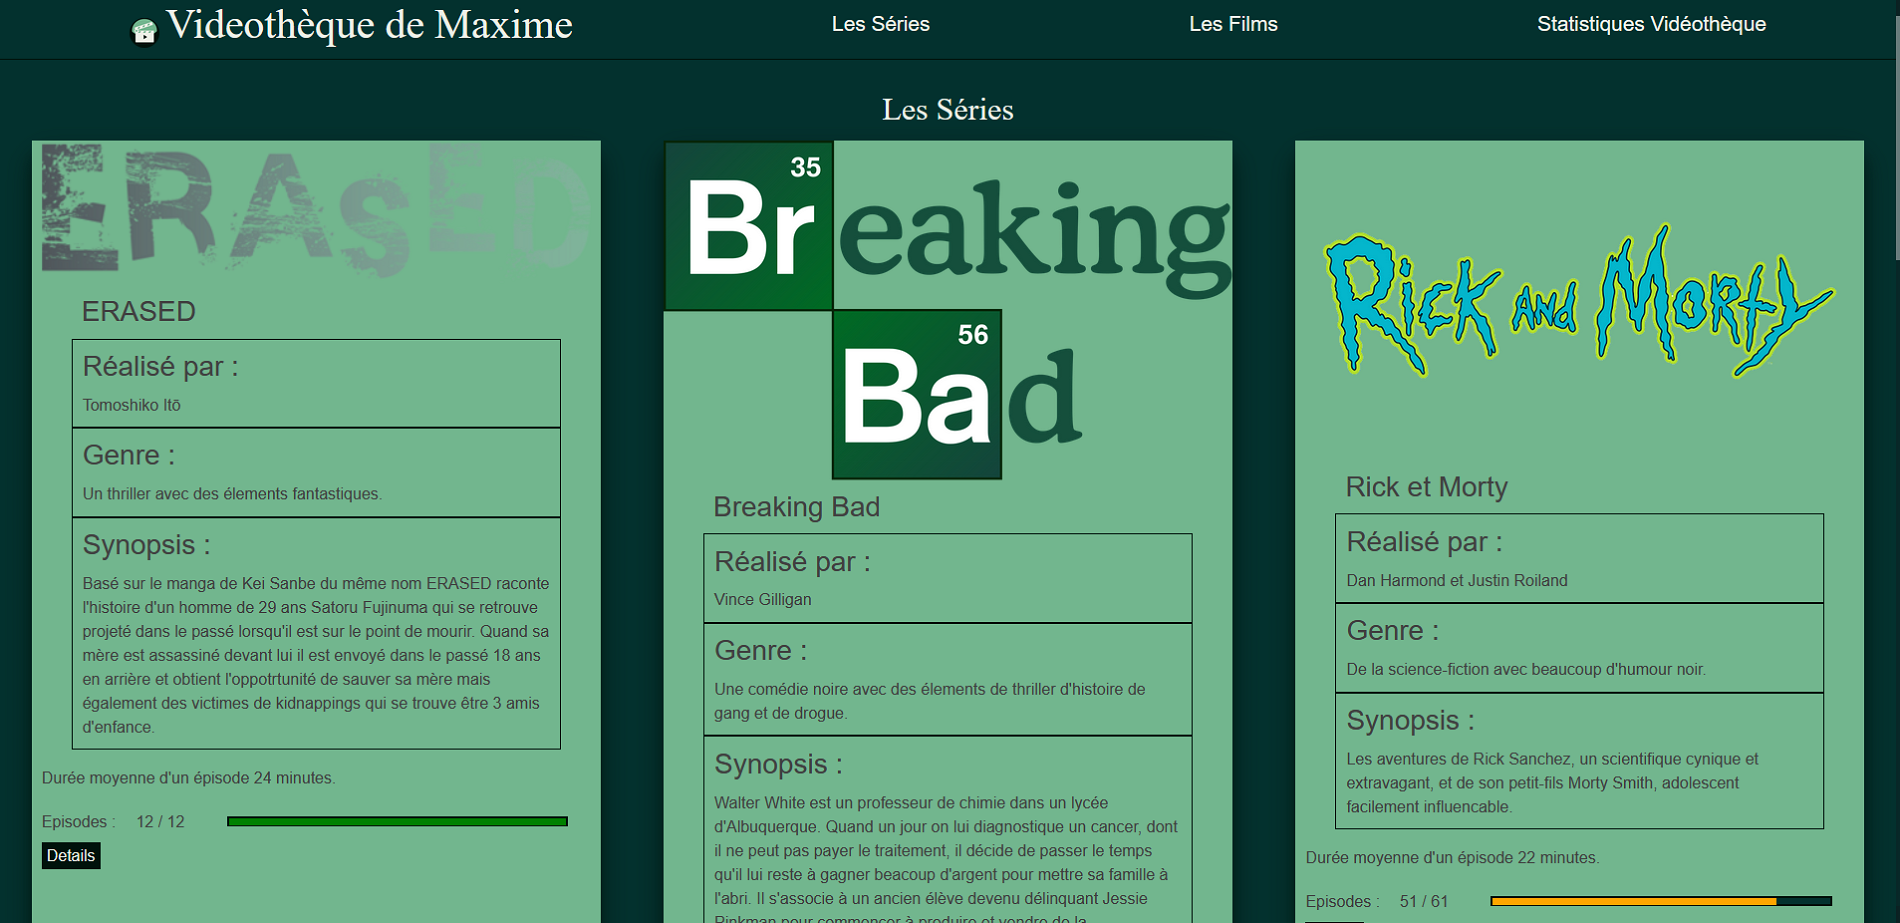 Videothèque de Maxime
Les Séries
Les Films
Statistiques Vidéothèque
Les Séries
ERASED
ERASED
Réalisé par :
Tomoshiko Itō
Genre :
Un thriller avec des élements fantastiques.
Synopsis :
Basé sur le manga de Kei Sanbe du même nom ERASED raconte
l'histoire d'un homme de 29 ans Satoru Fujinuma qui se retrouve
projeté dans le passé lorsqu'il est sur le point de mourir. Quand sa
mère est assassiné devant lui il est envoyé dans le passé 18 ans
en arrière et obtient l'oppotrtunité de sauver sa mère mais
également des victimes de kidnappings qui se trouve être 3 amis
d'enfance.
Durée moyenne d'un épisode 24 minutes.
Episodes : 12 / 12
Details
35
Breaking
56
Bad
Breaking Bad
Réalisé par :
Vince Gilligan
Genre :
Une comédie noire avec des élements de thriller d'histoire de
gang et de drogue.
Synopsis :
Walter White est un professeur de chimie dans un lycée
d'Albuquerque. Quand un jour on lui diagnostique un cancer, dont
il ne peut pas payer le traitement, il décide de passer le temps
qu'il lui reste à gagner beaucoup d'argent pour mettre sa famille à
l'abri. Il s'associe à un ancien élève devenu délinquant Jessie
Pinkman pour commencer à produire et vendre de la
Rick and Morty
Rick et Morty
Réalisé par :
Dan Harmond et Justin Roiland
Genre :
De la science-fiction avec beaucoup d'humour noir.
Synopsis :
Les aventures de Rick Sanchez, un scientifique cynique et
extravagant, et de son petit-fils Morty Smith, adolescent
facilement influencable.
Durée moyenne d'un épisode 22 minutes.
Episodes : 51 / 61